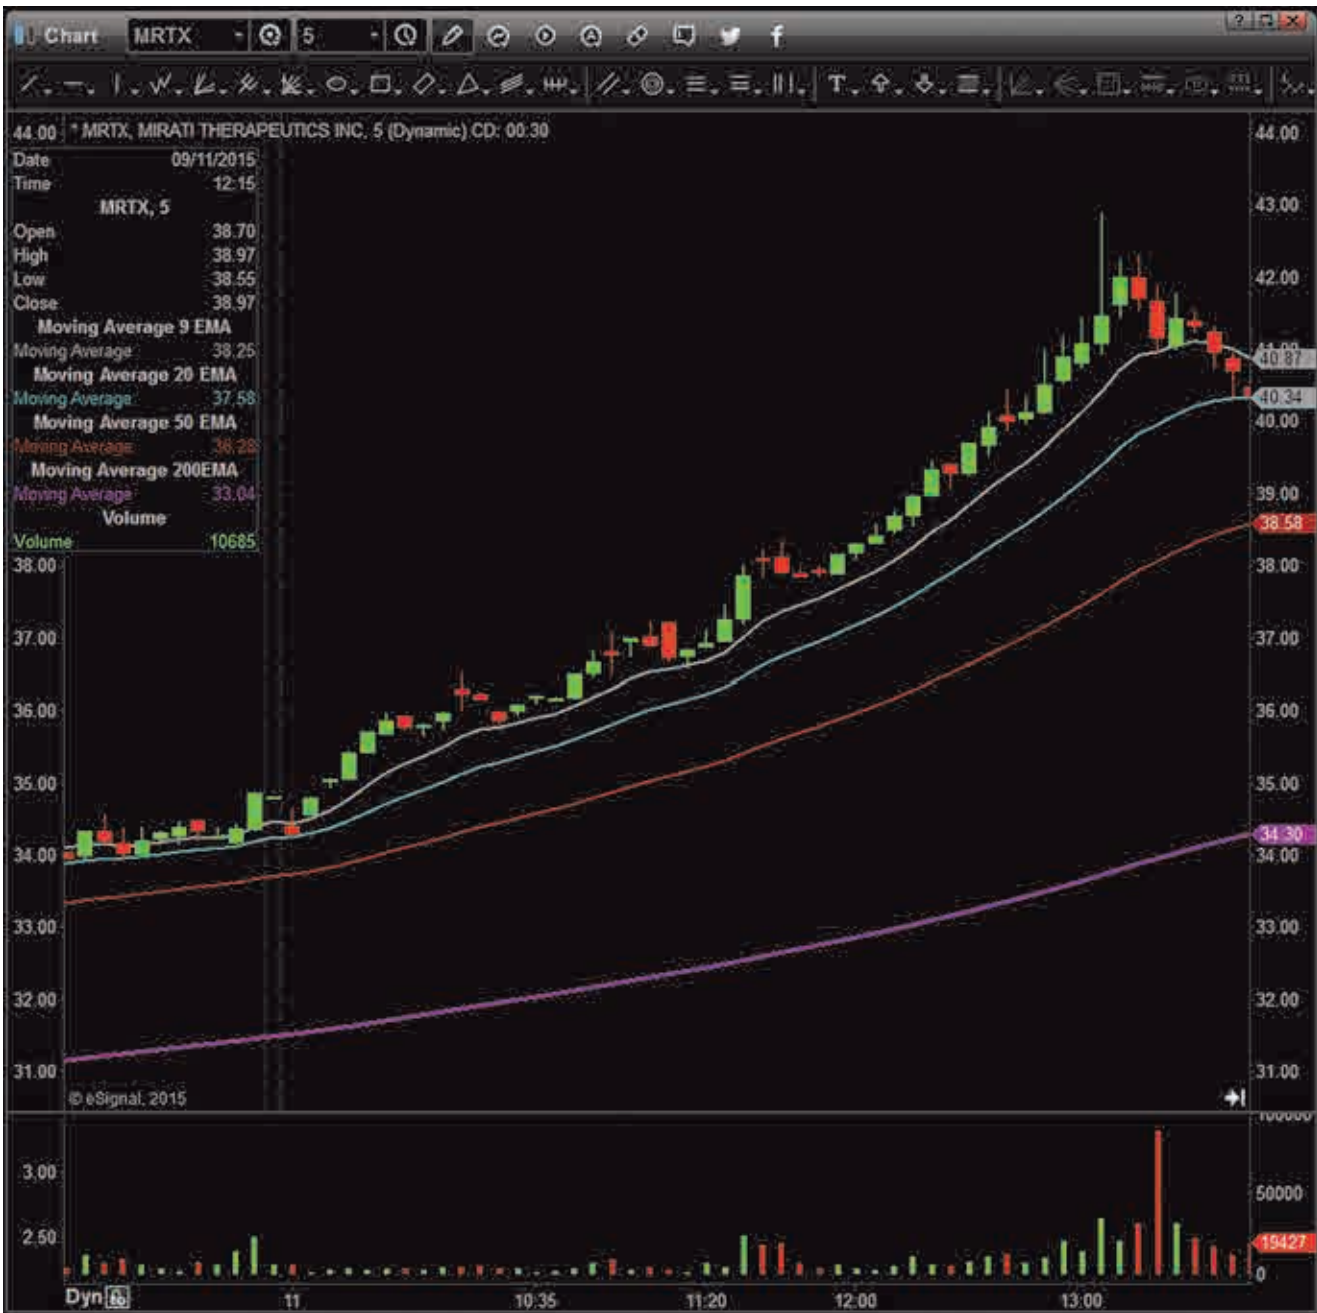 Chart MRTX 5
44.00 * MRTX, MIRATI THERAPEUTICS INC, 5 (Dynamic) CD: 00:30 44.00
Date 09/11/2015
Time 12:15
MRTX, 5
Open 38.70
High 38.97
Low 38.55
Close 38.97
Moving Average 9 EMA
Moving Average 38.25
Moving Average 20 EMA
Moving Average 37.58
Moving Average 50 EMA
Moving Average 36.28
Moving Average 200EMA
Moving Average 33.04
Volume
Volume 10685
43.00
42.00
41.00
40.87
40.34
40.00
39.00
38.58
38.00 38.00
37.00 37.00
36.00 36.00
35.00 35.00
34.30
34.00 34.00
33.00 33.00
32.00 32.00
31.00 31.00
© eSignal, 2015
100000
3.00
50000
2.50
19427
0
Dyn 11 10:35 11:20 12:00 13:00